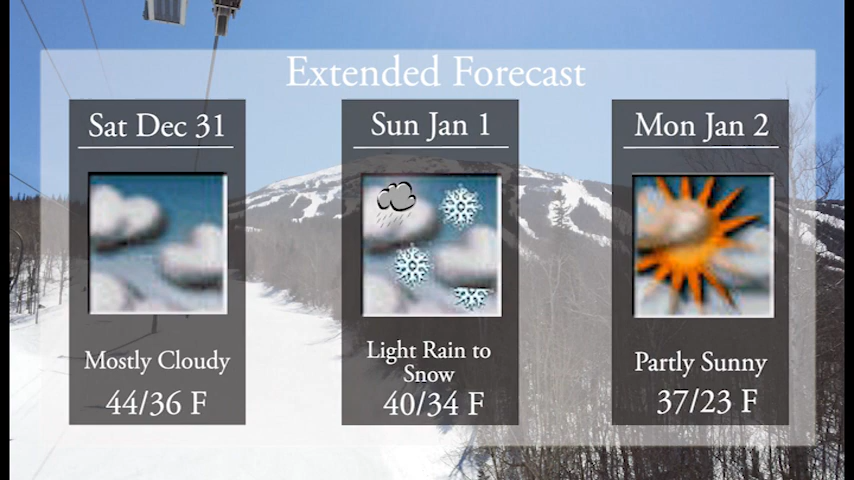 Extended Forecast
Sat Dec 31
Mostly Cloudy
44/36 F
Sun Jan 1
Light Rain to
Snow
40/34 F
Mon Jan 2
Partly Sunny
37/23 F